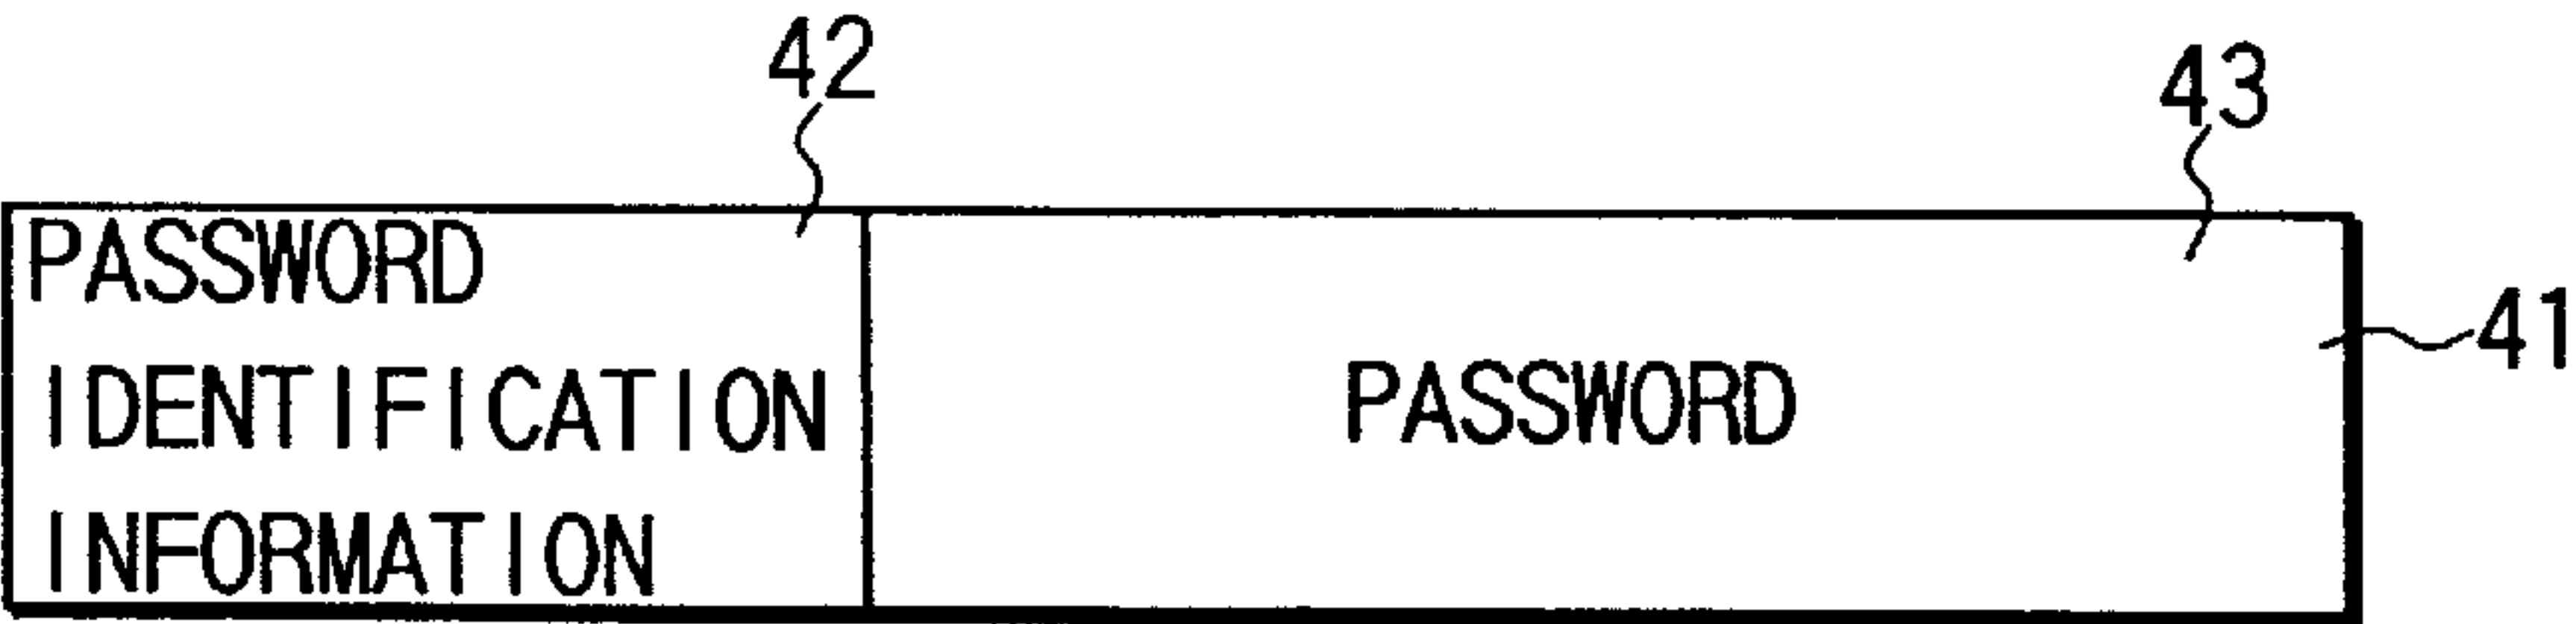 42
43
PASSWORD
IDENTIFICATION
INFORMATION
PASSWORD
41